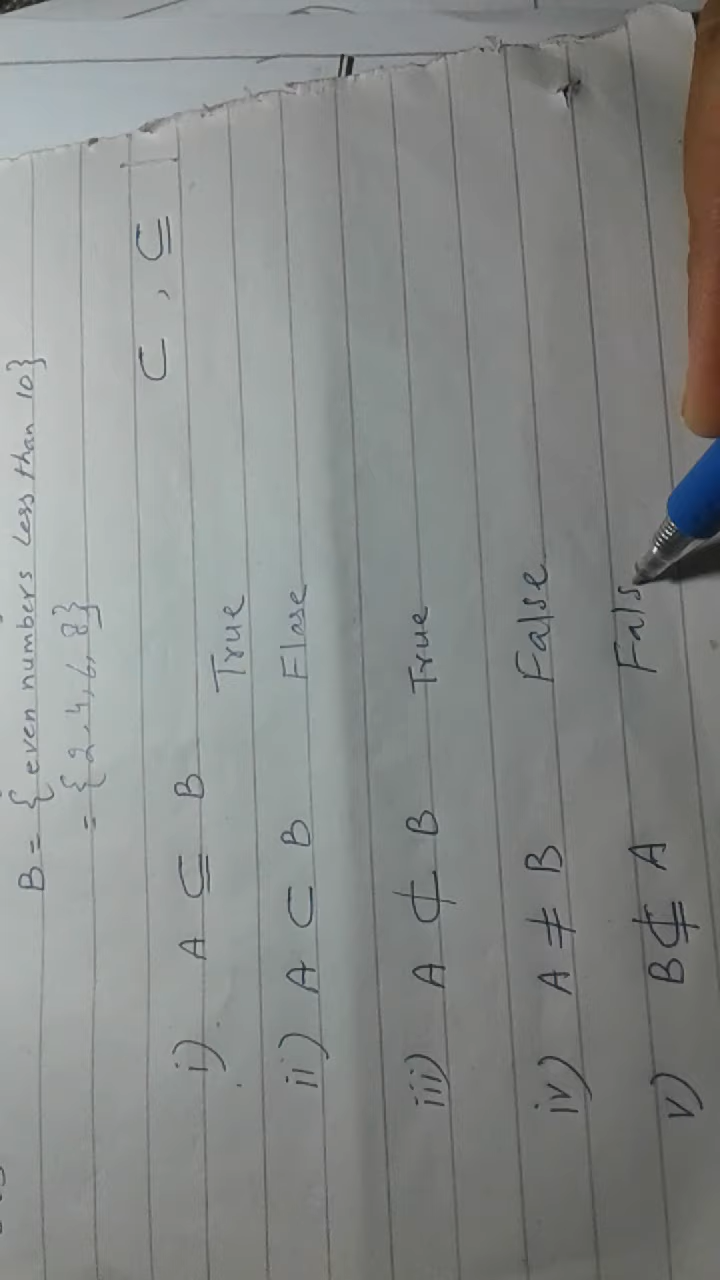 B = { even numbers less than 10}
= {2, 4, 6, 8}
⊂ , ⊆
i) A ⊆ B True
ii) A ⊂ B Flase
iii) A ⊄ B True
iv) A ≠ B False
v) B ⊈ A Fals